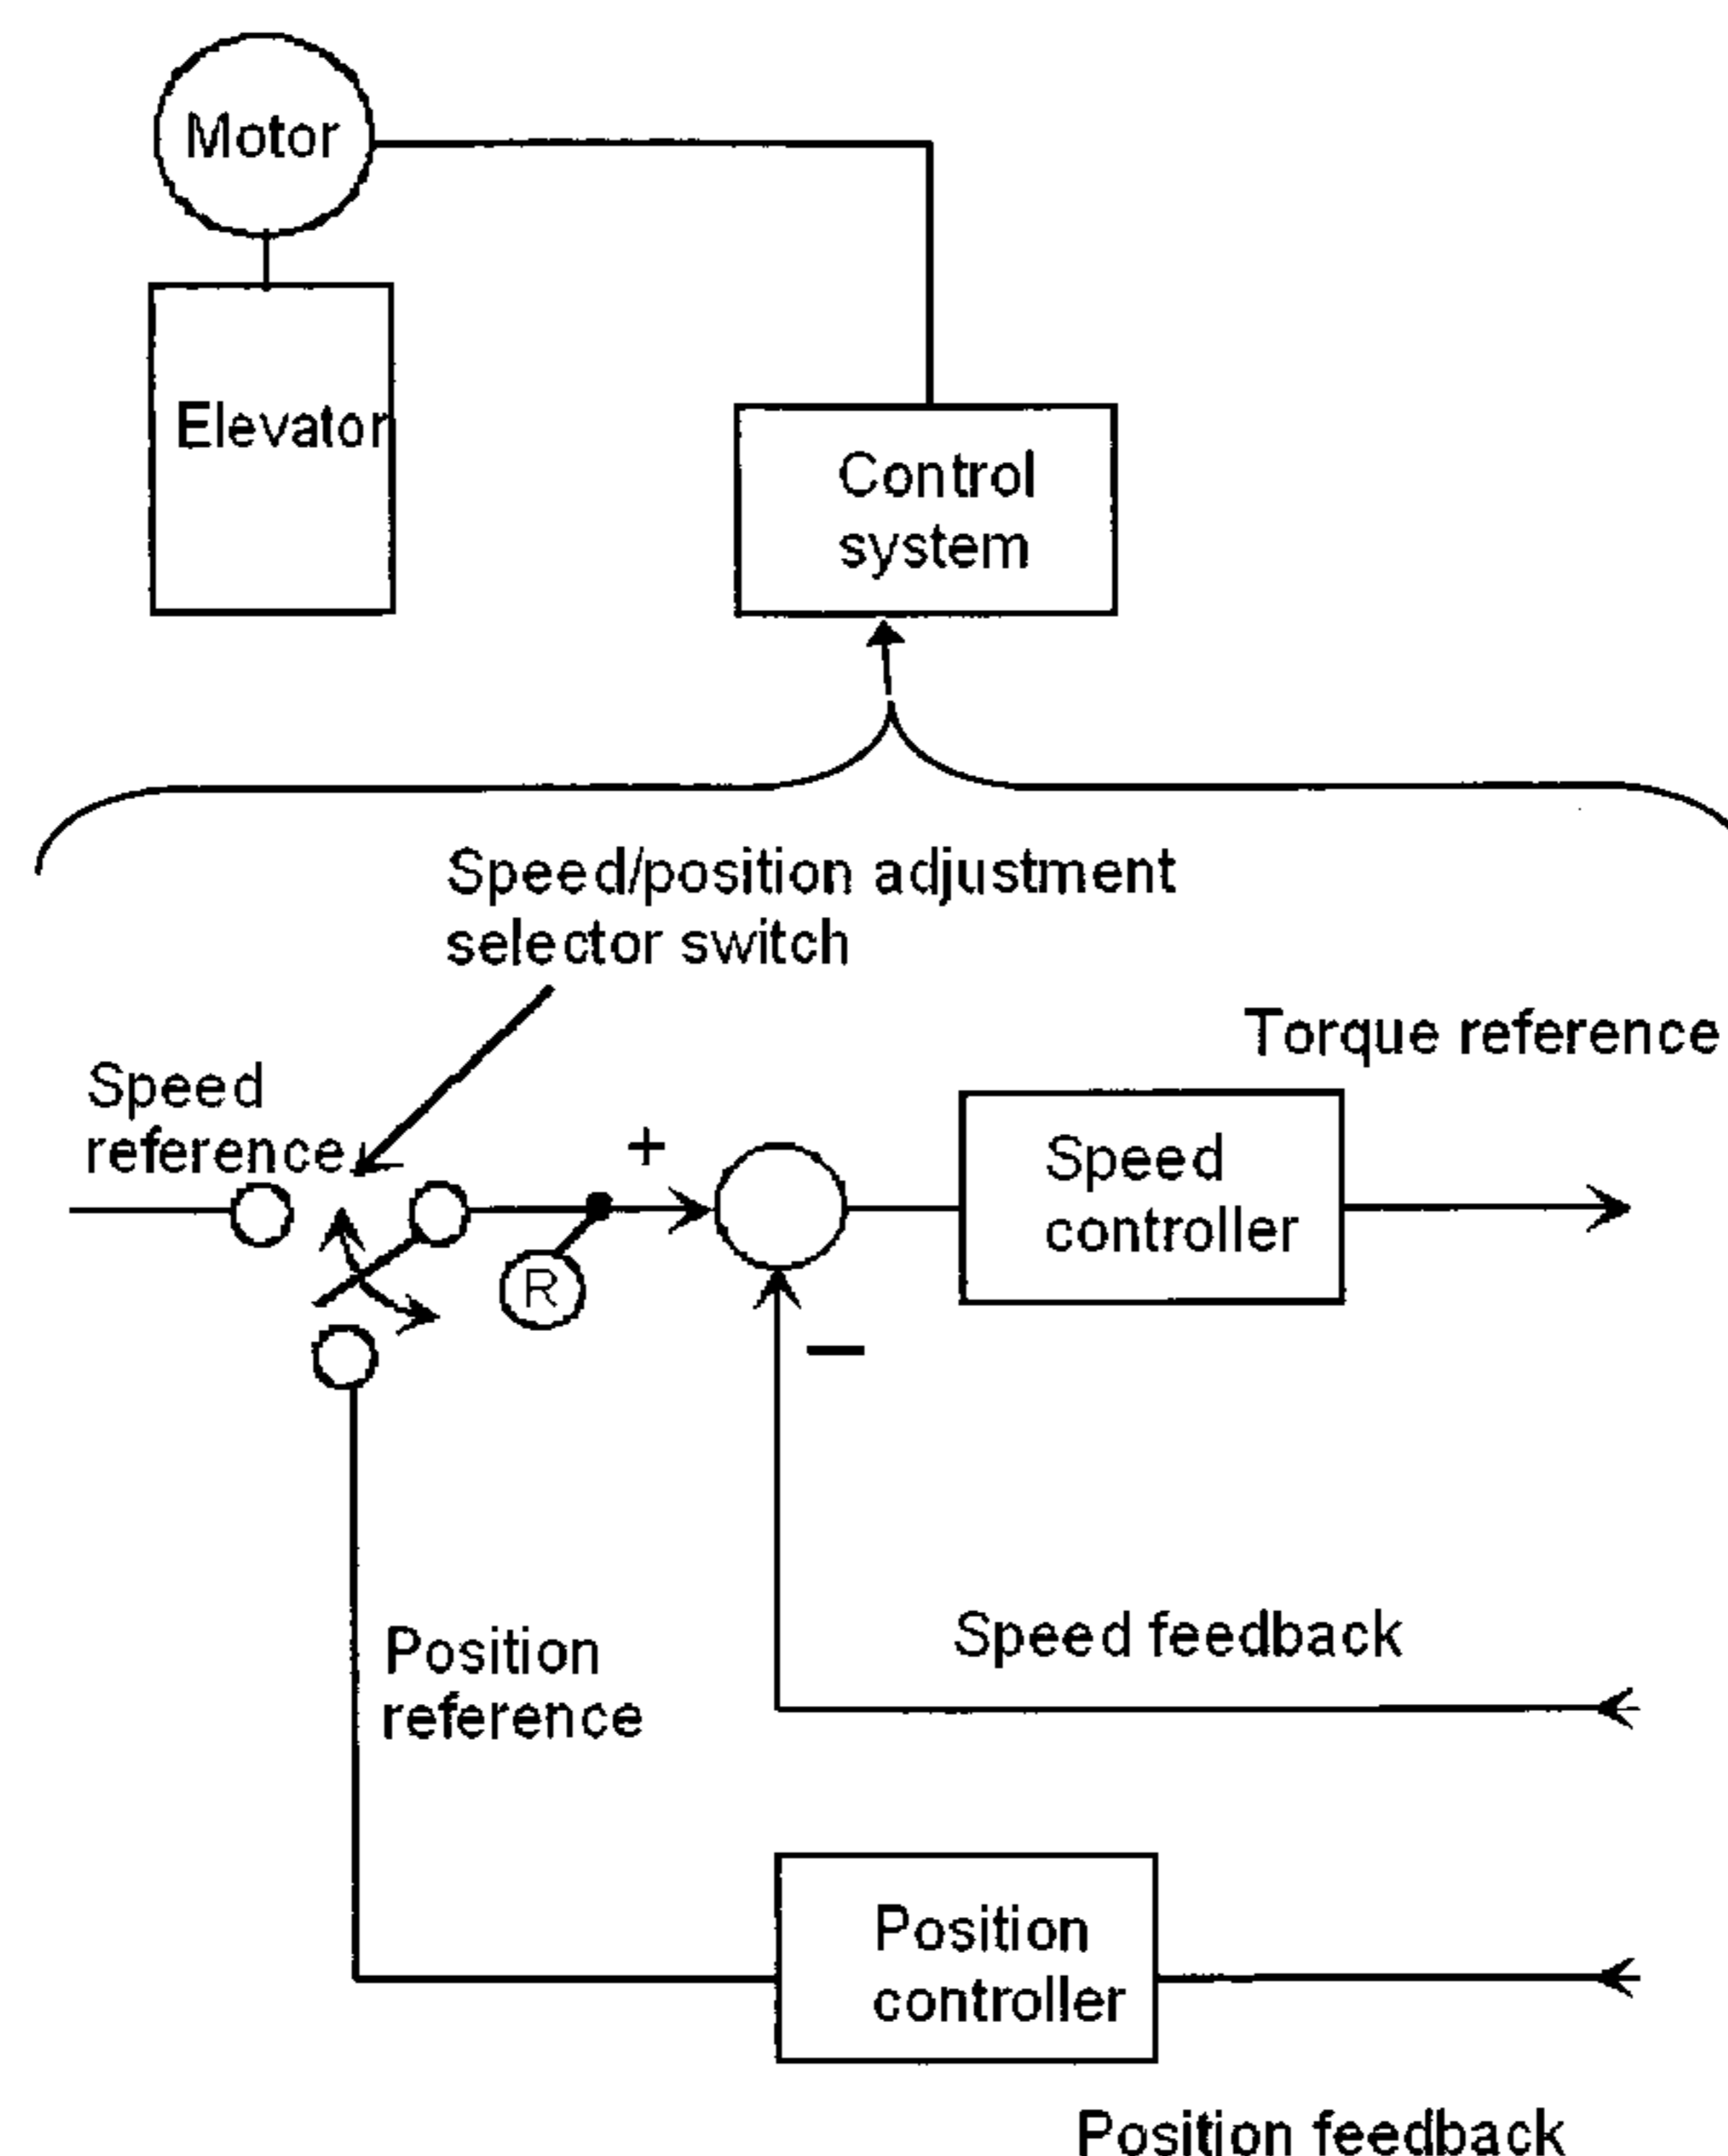 Motor
Elevator
Control
system
Speed/position adjustment
selector switch
Torque reference
Speed
reference
+
Speed
controller
R
−
Speed feedback
Position
reference
Position
controller
Position feedback